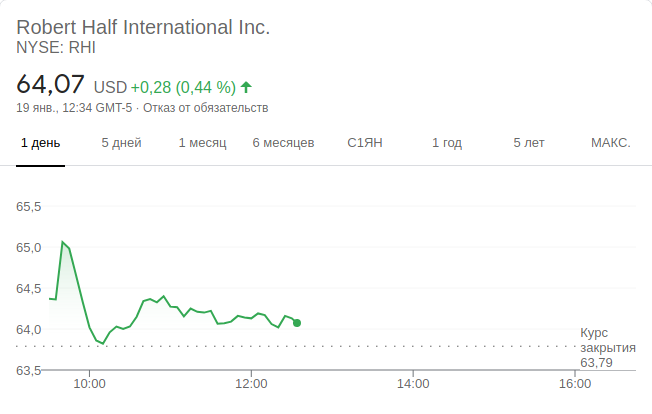 Robert Half International Inc.
NYSE: RHI
64,07 USD +0,28 (0,44 %)
19 янв., 12:34 GMT-5 · Отказ от обязательств
1 день 5 дней 1 месяц 6 месяцев С1ЯН 1 год 5 лет МАКС.
65,5
65,0
64,5
64,0
63,5
Курс
закрытия
63,79
10:00 12:00 14:00 16:00